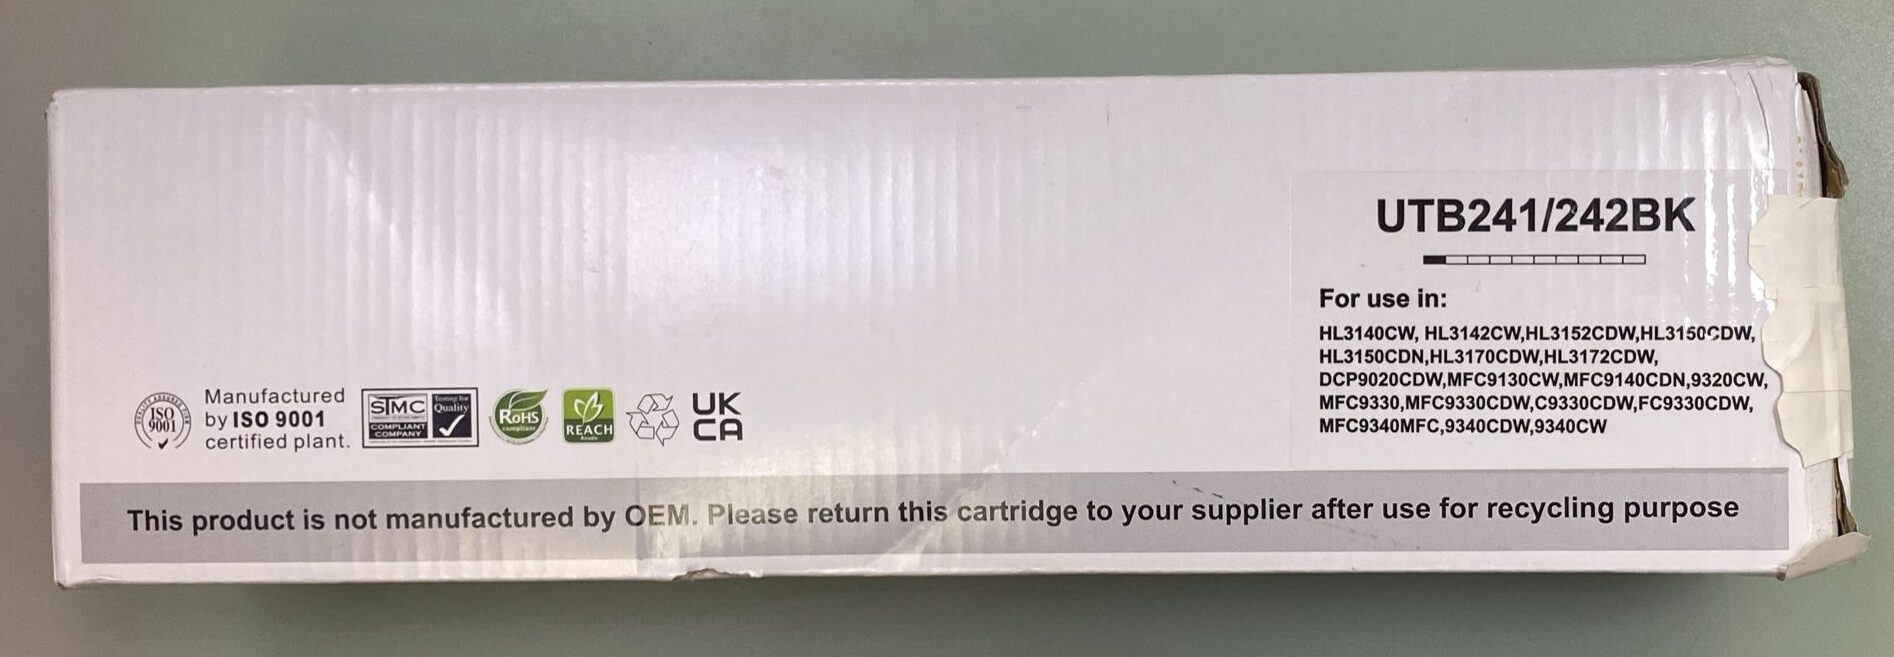 UTB241/242BK
For use in:
HL3140CW, HL3142CW,HL3152CDW,HL3150CDW,
HL3150CDN,HL3170CDW,HL3172CDW,
DCP9020CDW,MFC9130CW,MFC9140CDN,9320CW,
MFC9330,MFC9330CDW,C9330CDW,FC9330CDW,
MFC9340MFC,9340CDW,9340CW
ISO
9001
Manufactured
by ISO 9001
certified plant.
STMC
COMPLIANT
COMPANY
Testing for
Quality
RoHS
compliant
REACH
UK
CA
This product is not manufactured by OEM. Please return this cartridge to your supplier after use for recycling purpose